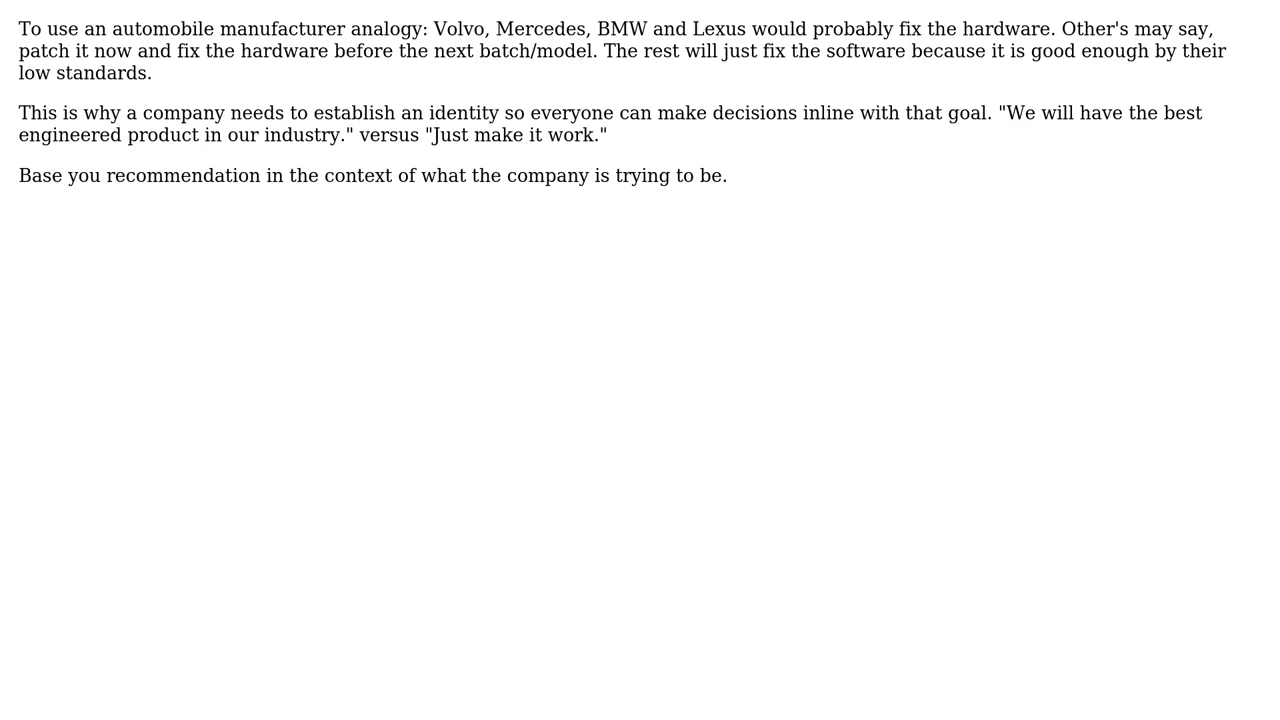 To use an automobile manufacturer analogy: Volvo, Mercedes, BMW and Lexus would probably fix the hardware. Other's may say,
patch it now and fix the hardware before the next batch/model. The rest will just fix the software because it is good enough by their
low standards.
This is why a company needs to establish an identity so everyone can make decisions inline with that goal. "We will have the best
engineered product in our industry." versus "Just make it work."
Base you recommendation in the context of what the company is trying to be.